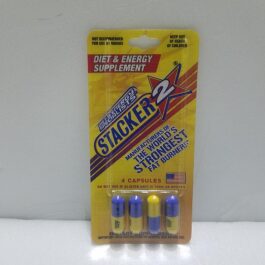 NOT RECOMMENDED
FOR USE BY MINORS
KEEP OUT
OF REACH
OF CHILDREN
DIET & ENERGY
SUPPLEMENT
STACKER 2
MANUFACTURERS OF
THE WORLD'S
STRONGEST
FAT BURNER!
4 CAPSULES